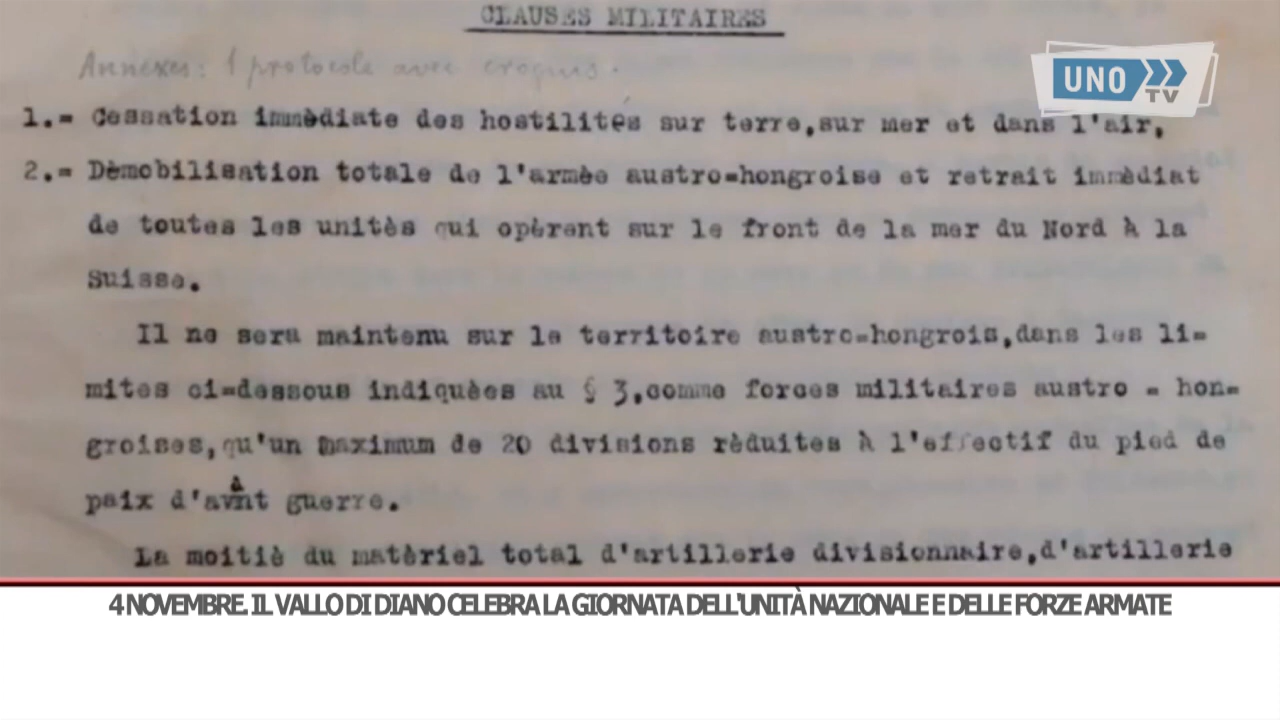 CLAUSES MILITAIRES
Annexes: 1 protocole avec croquis.
UNO
TV
1.= Cessation immèdiate des hostilitès sur terre,sur mer et dans l'air,
2.= Dèmobilisation totale de l'armèe austro=hongroise et retrait immèdiat
de toutes les unitès qui opèrent sur le front de la mer du Nord à la
Suisse.
Il ne sera maintenu sur le territoire austro=hongrois,dans les li=
mites ci=dessous indiquèes au § 3,comme forces militaires austro = hon=
groises,qu'un maximum de 20 divisions rèduites à l'effectif du pied de
paix d'avant guerre.
La moitiè du matèriel total d'artillerie divisionnaire,d'artillerie
4 NOVEMBRE. IL VALLO DI DIANO CELEBRA LA GIORNATA DELL'UNITÀ NAZIONALE E DELLE FORZE ARMATE